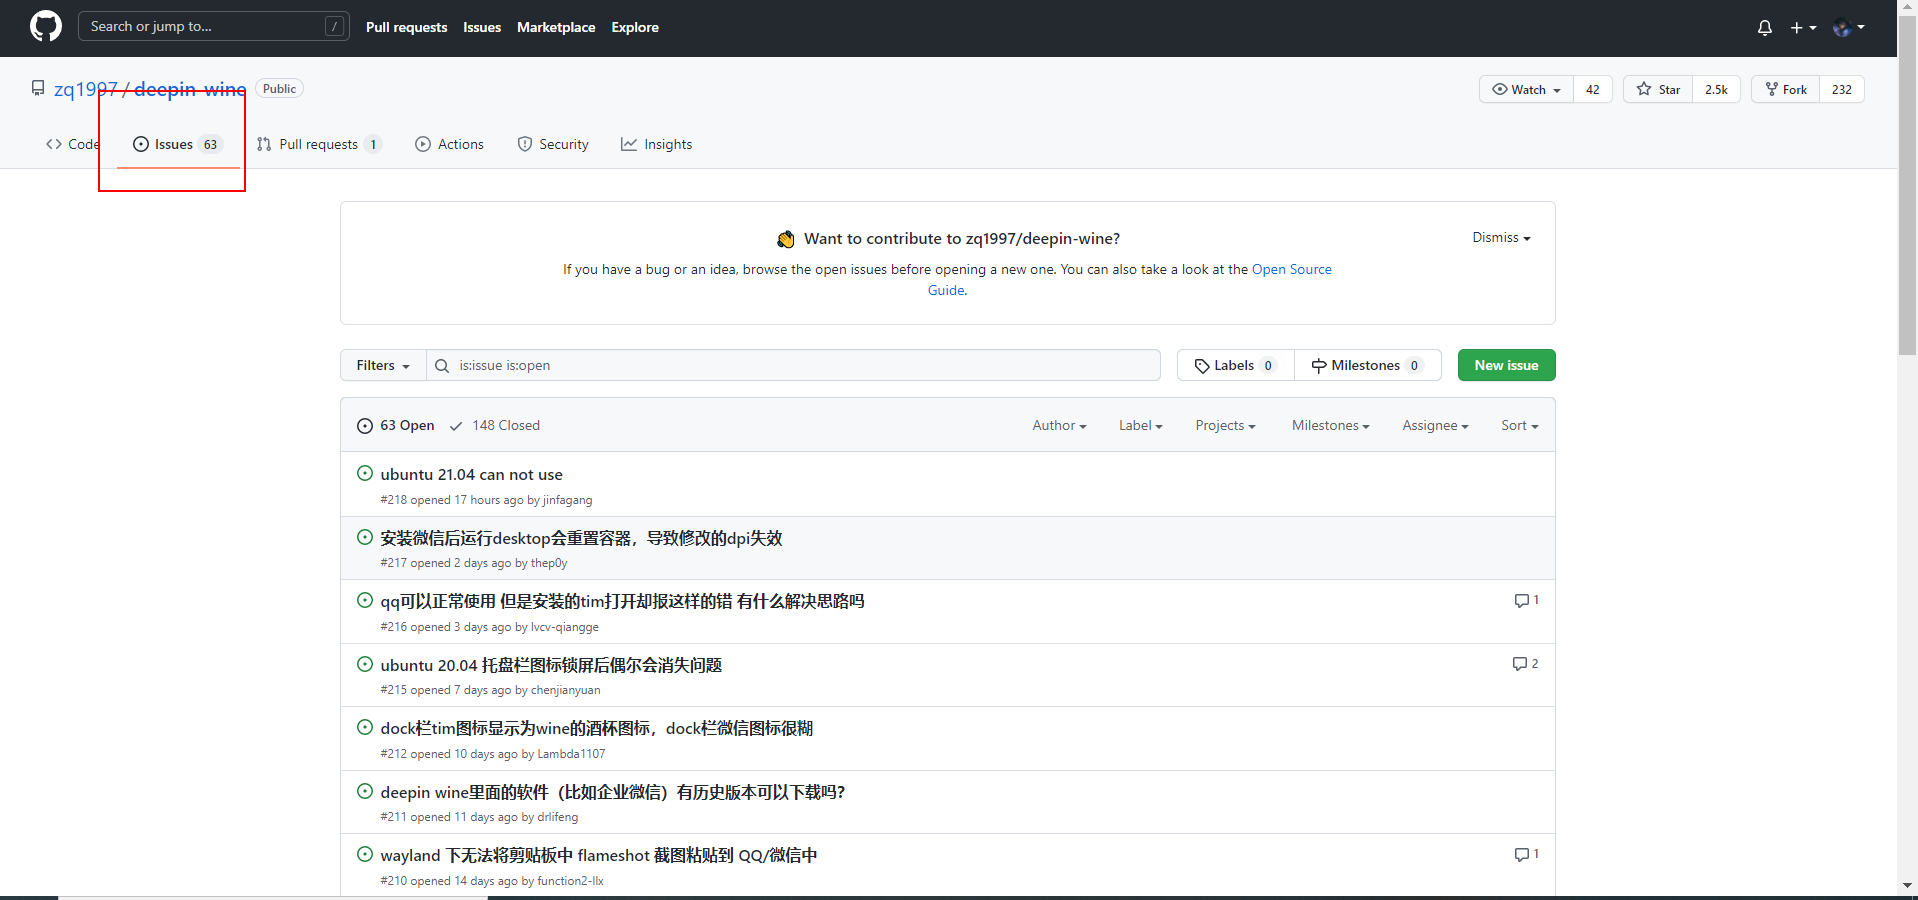 Search or jump to... / Pull requests Issues Marketplace Explore
zq1997 / deepin-wine Public Watch 42 Star 2.5k Fork 232
Code Issues 63 Pull requests 1 Actions Security Insights
Want to contribute to zq1997/deepin-wine? Dismiss
If you have a bug or an idea, browse the open issues before opening a new one. You can also take a look at the Open Source
Guide.
Filters is:issue is:open Labels 0 Milestones 0 New issue
63 Open 148 Closed Author Label Projects Milestones Assignee Sort
ubuntu 21.04 can not use
#218 opened 17 hours ago by jinfagang
安装微信后运行desktop会重置容器，导致修改的dpi失效
#217 opened 2 days ago by thep0y
qq可以正常使用 但是安装的tim打开却报这样的错 有什么解决思路吗 1
#216 opened 3 days ago by lvcv-qiangge
ubuntu 20.04 托盘栏图标锁屏后偶尔会消失问题 2
#215 opened 7 days ago by chenjianyuan
dock栏tim图标显示为wine的酒杯图标，dock栏微信图标很糊
#212 opened 10 days ago by Lambda1107
deepin wine里面的软件（比如企业微信）有历史版本可以下载吗？
#211 opened 11 days ago by drlifeng
wayland 下无法将剪贴板中 flameshot 截图粘贴到 QQ/微信中 1
#210 opened 14 days ago by function2-llx